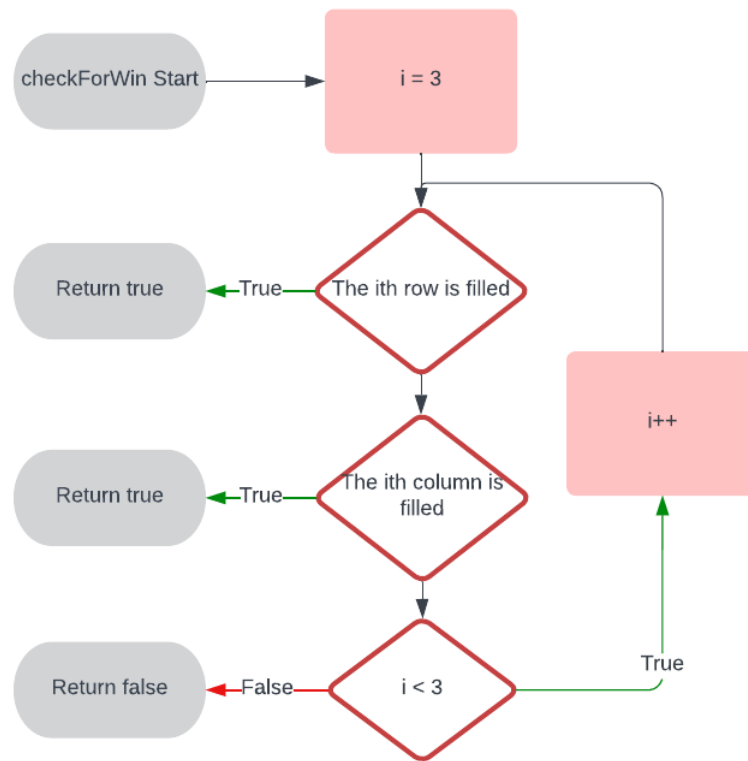 checkForWin Start
i = 3
Return true
True
The ith row is filled
i++
Return true
True
The ith column is
filled
Return false
False
i < 3
True